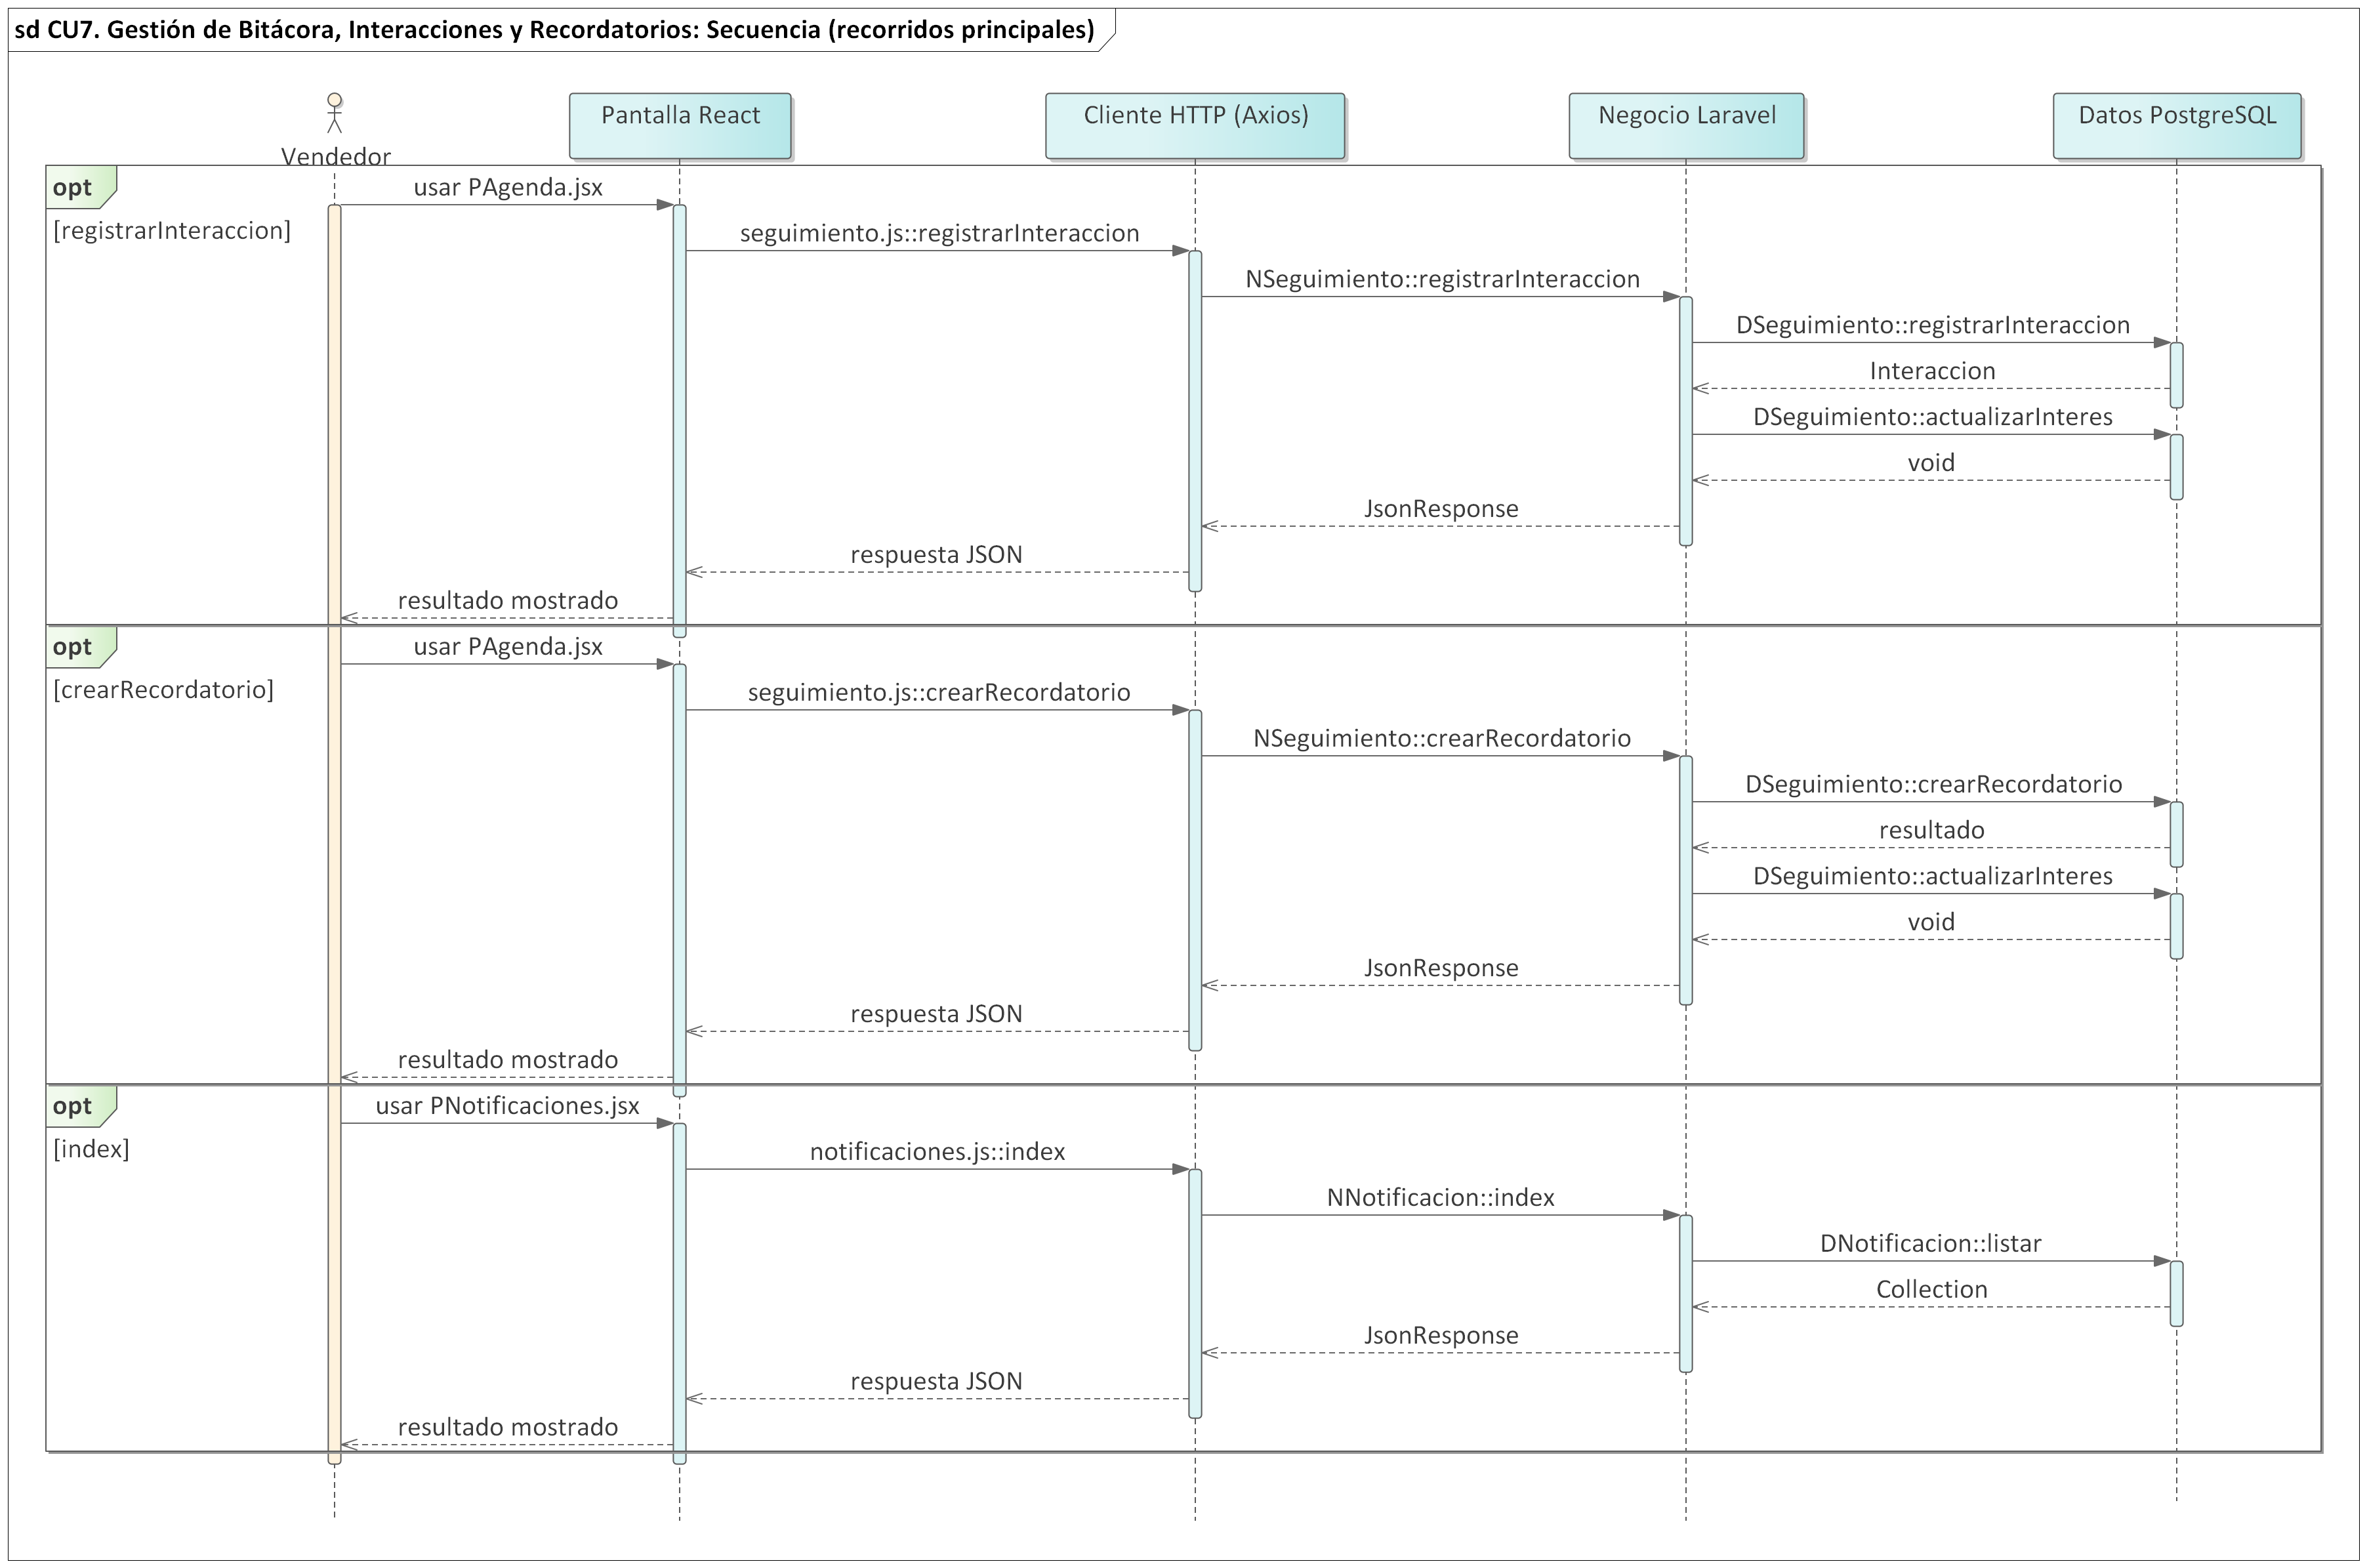 sd CU7. Gestión de Bitácora, Interacciones y Recordatorios: Secuencia (recorridos principales)
Vendedor
Pantalla React
Cliente HTTP (Axios)
Negocio Laravel
Datos PostgreSQL
opt
[registrarInteraccion]
usar PAgenda.jsx
seguimiento.js::registrarInteraccion
NSeguimiento::registrarInteraccion
DSeguimiento::registrarInteraccion
Interaccion
DSeguimiento::actualizarInteres
void
JsonResponse
respuesta JSON
resultado mostrado
opt
[crearRecordatorio]
usar PAgenda.jsx
seguimiento.js::crearRecordatorio
NSeguimiento::crearRecordatorio
DSeguimiento::crearRecordatorio
resultado
DSeguimiento::actualizarInteres
void
JsonResponse
respuesta JSON
resultado mostrado
opt
[index]
usar PNotificaciones.jsx
notificaciones.js::index
NNotificacion::index
DNotificacion::listar
Collection
JsonResponse
respuesta JSON
resultado mostrado